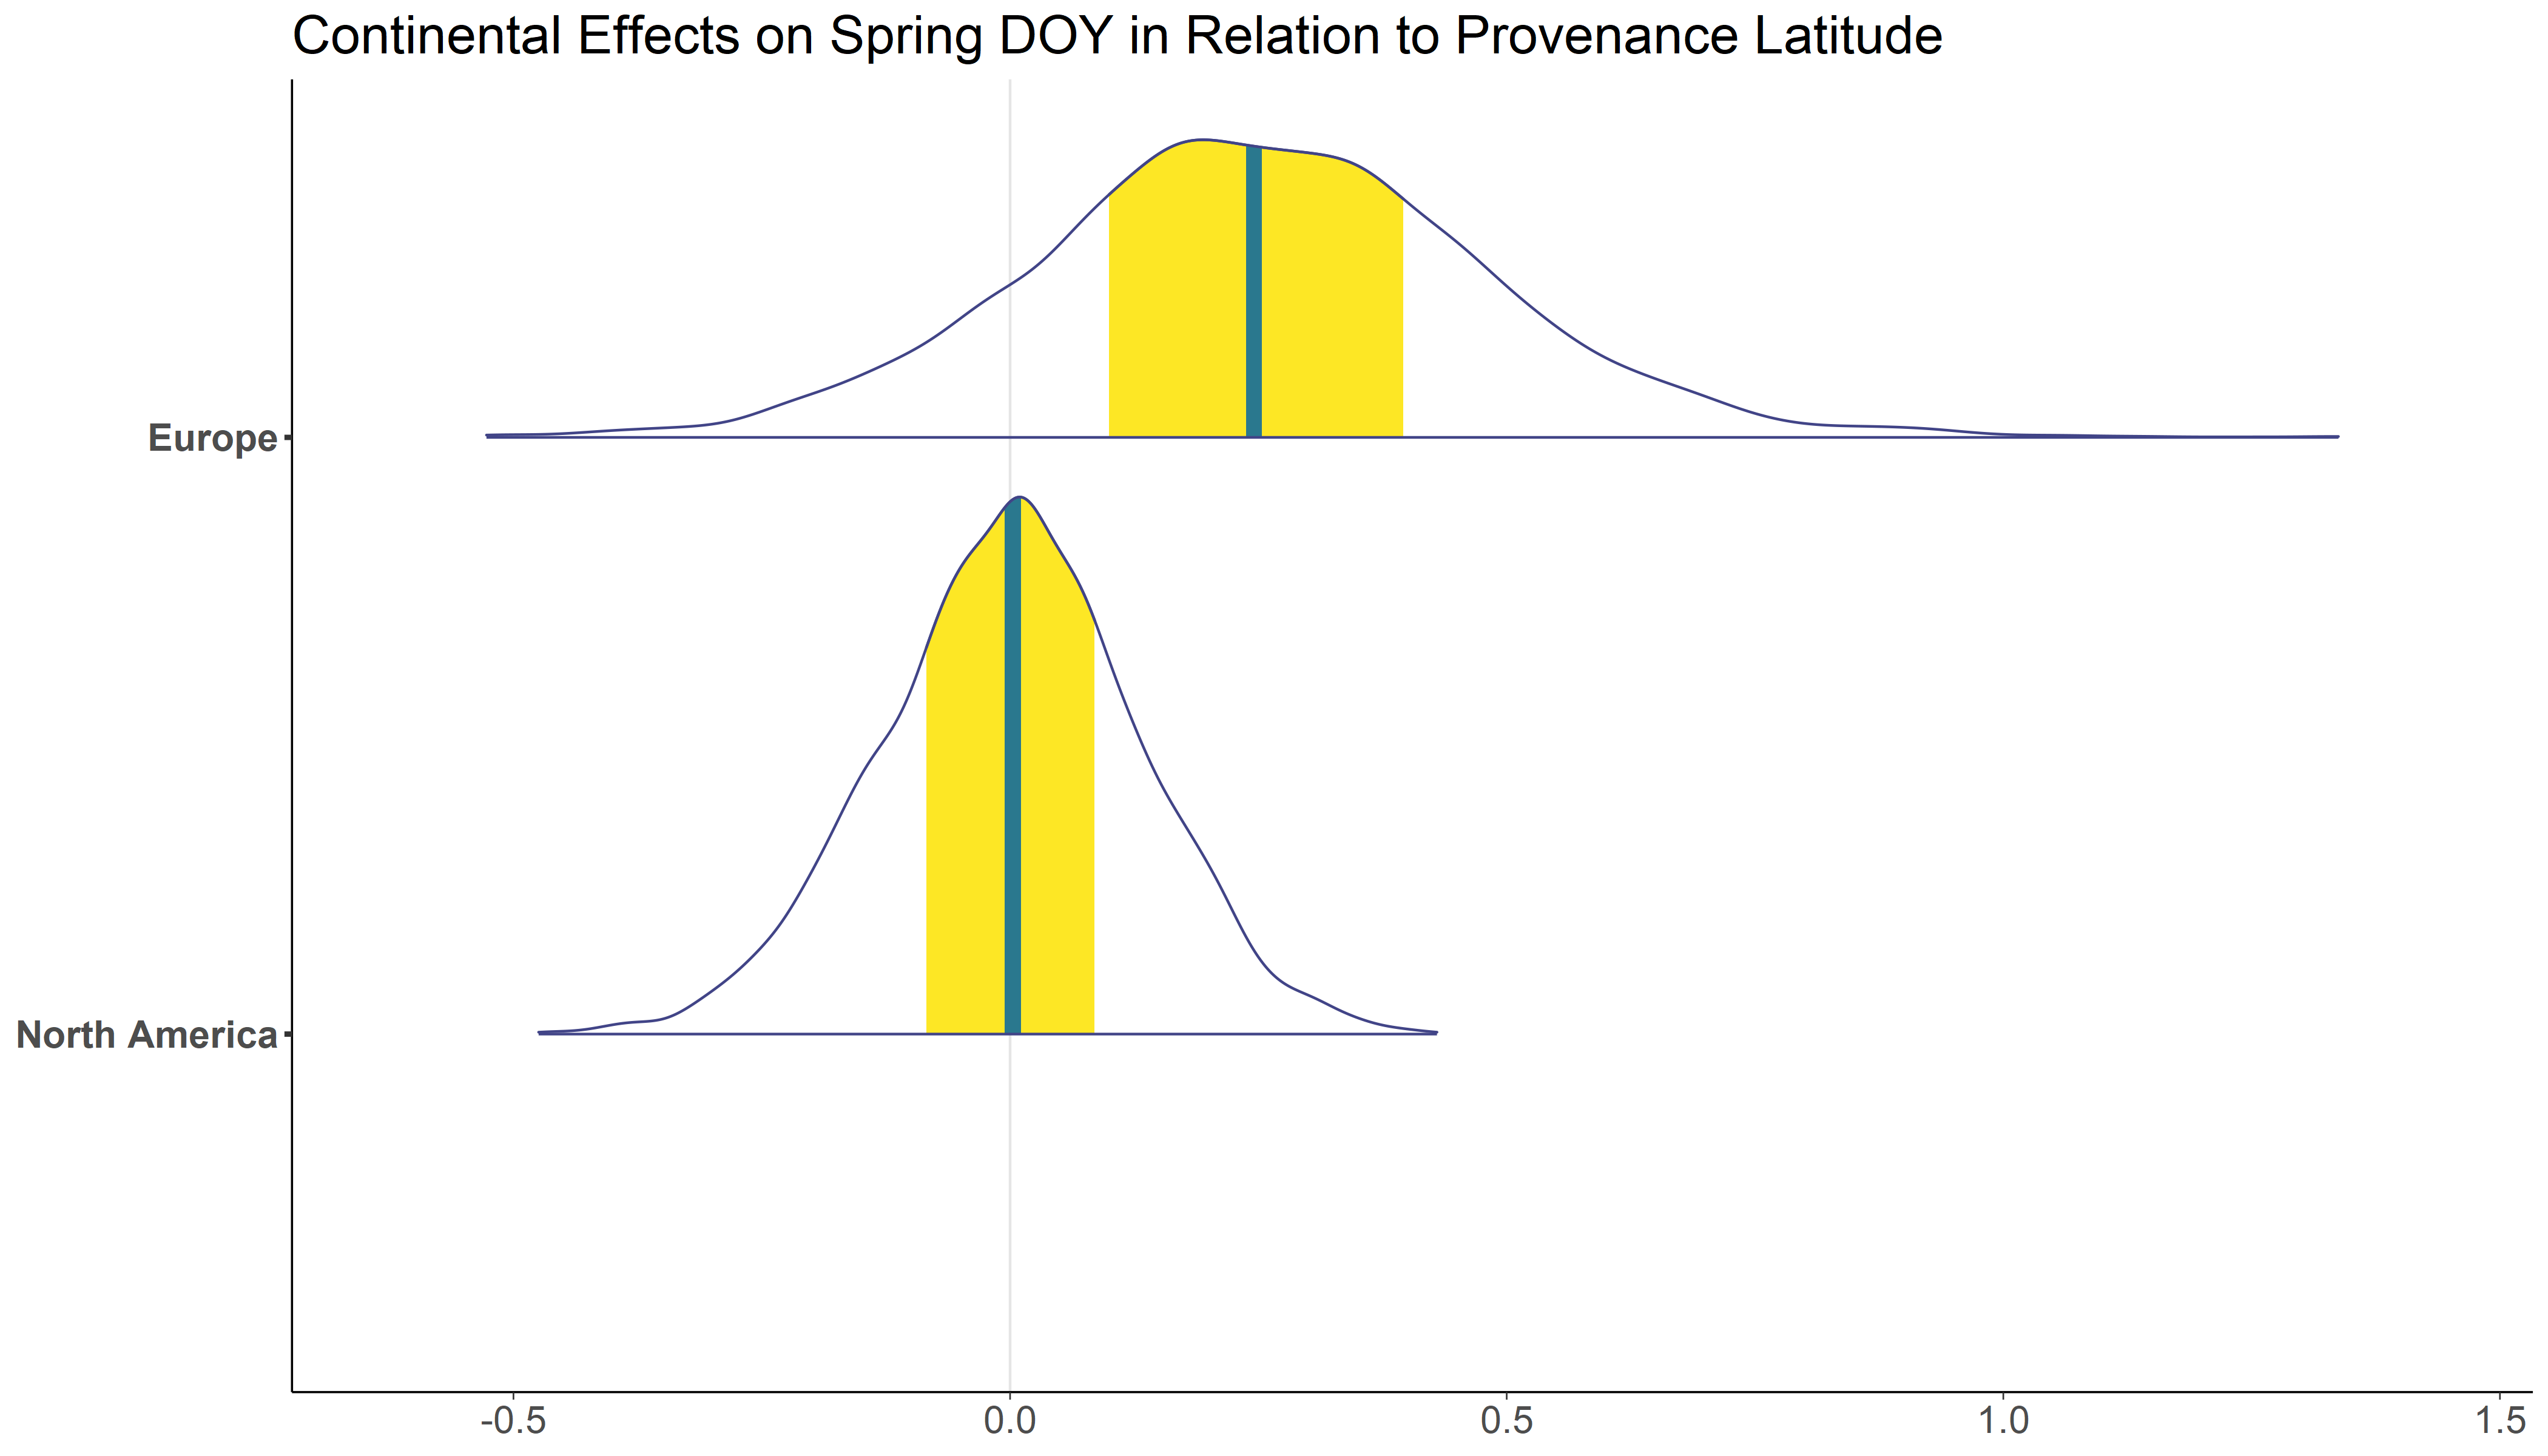 Continental Effects on Spring DOY in Relation to Provenance Latitude
Europe
North America
-0.5 0.0 0.5 1.0 1.5